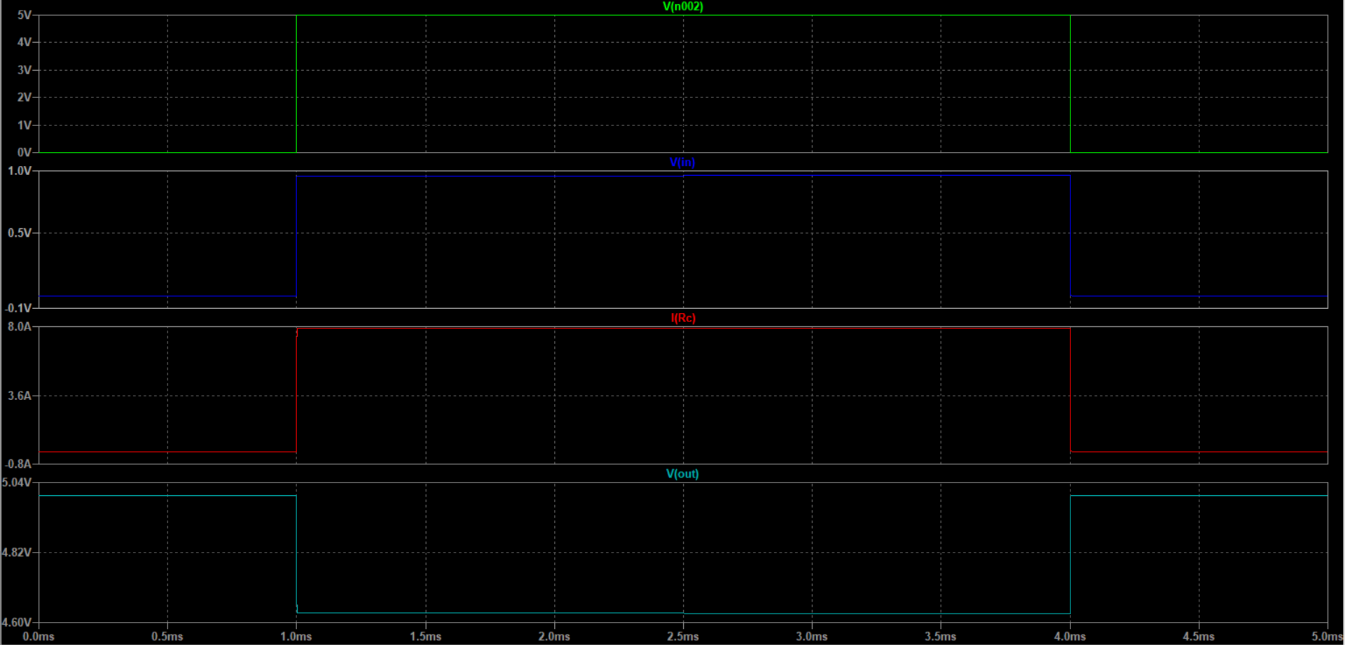 V(n002)
5V
4V
3V
2V
1V
0V
V(In)
1.0V
0.5V
-0.1V
I(Rc)
8.0A
3.6A
-0.8A
V(out)
5.04V
4.82V
4.60V
0.0ms 0.5ms 1.0ms 1.5ms 2.0ms 2.5ms 3.0ms 3.5ms 4.0ms 4.5ms 5.0ms